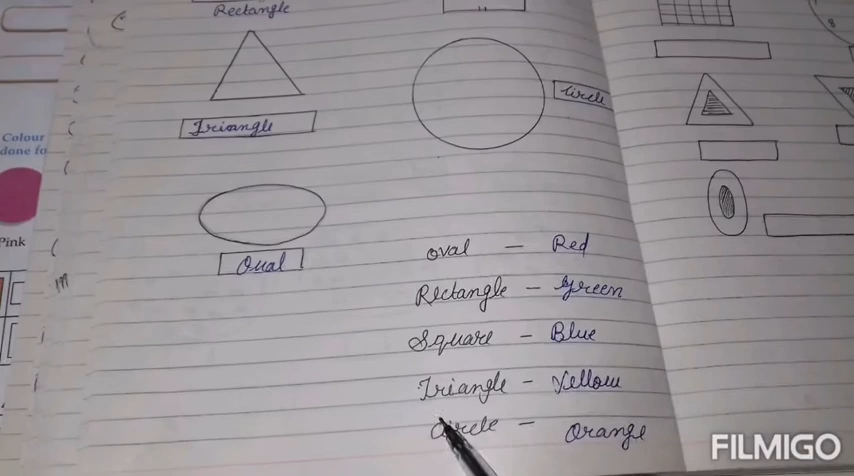 Rectangle
Triangle
Circle
Oval
oval - Red
Rectangle - Green
Square - Blue
Triangle - Yellow
Circle - Orange
Colour
done fo
Pink
8
FILMIGO